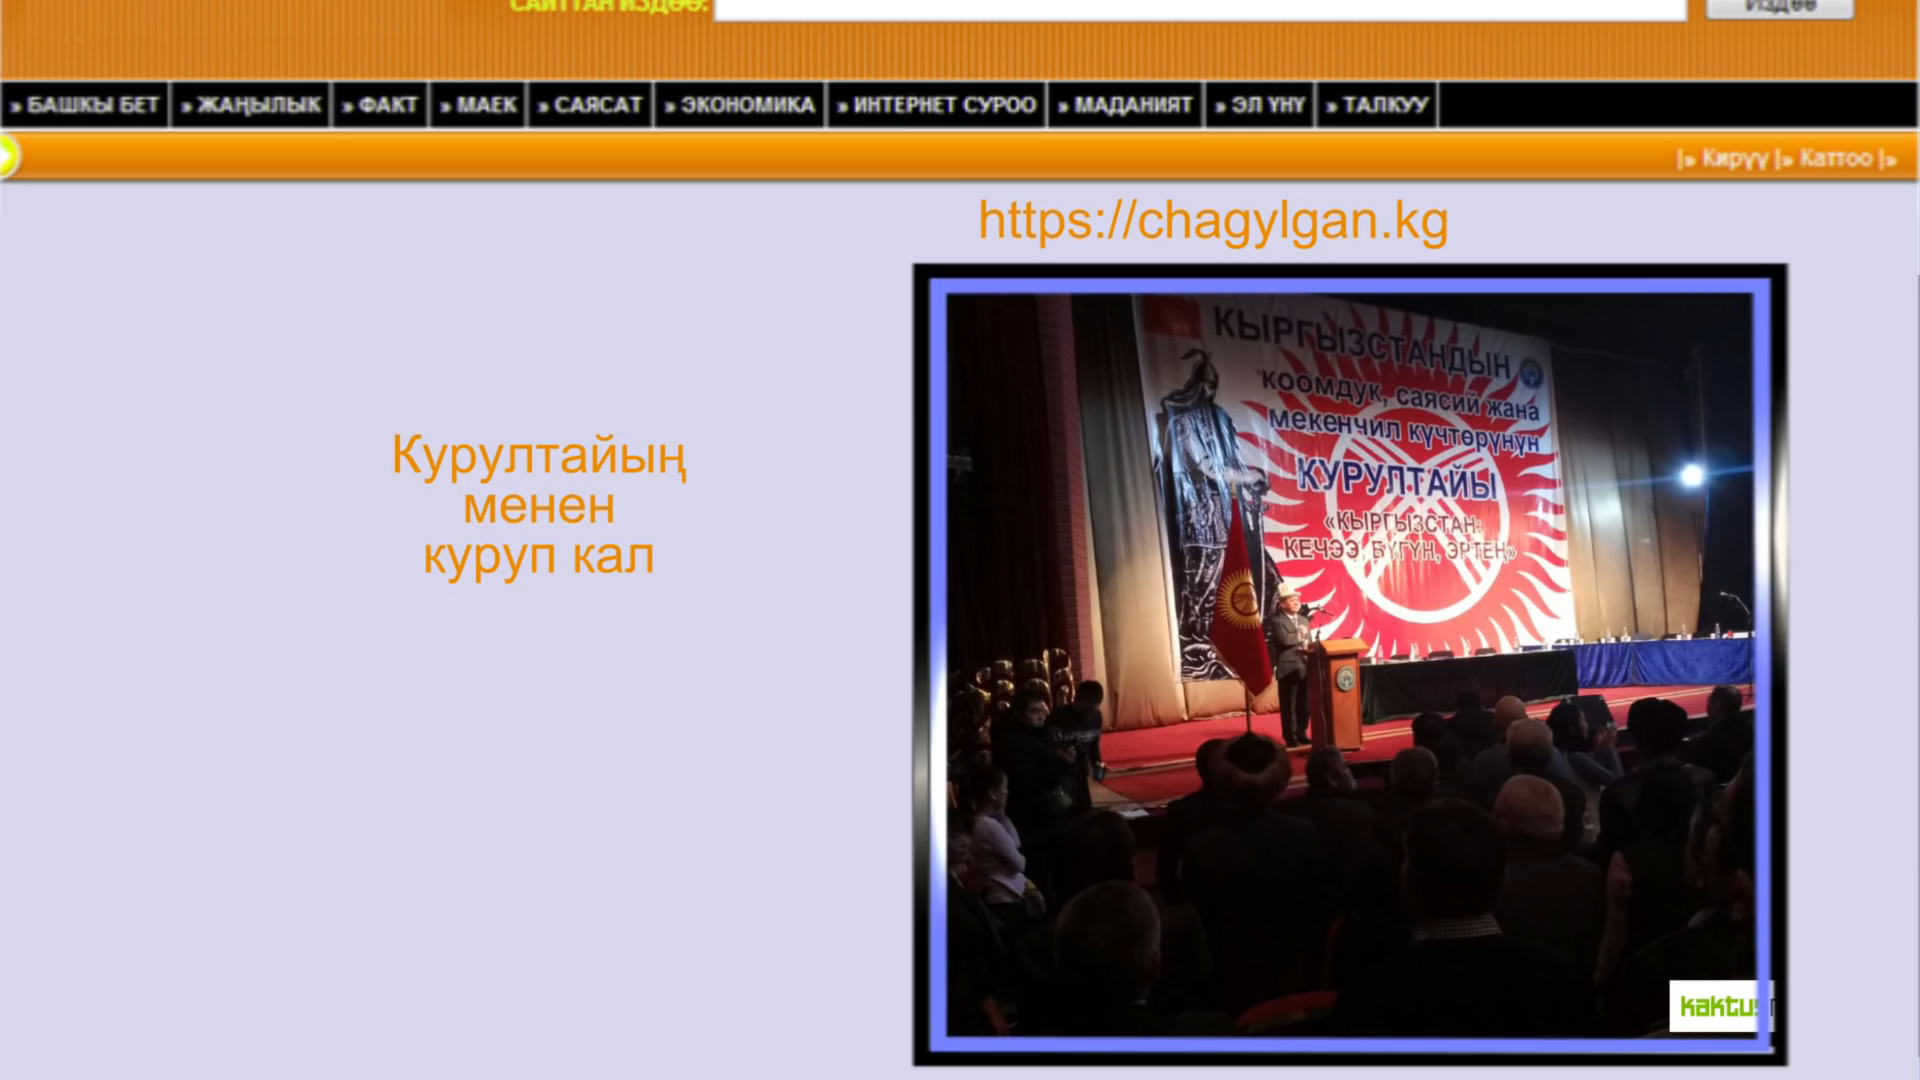 САЙТТАН ИЗДӨӨ:
Издөө
» БАШКЫ БЕТ » ЖАҢЫЛЫК » ФАКТ » МАЕК » САЯСАТ » ЭКОНОМИКА » ИНТЕРНЕТ СУРОО » МАДАНИЯТ » ЭЛ ҮНҮ » ТАЛКУУ
|» Кирүү |» Каттоо |»
https://chagylgan.kg
Курултайың
менен
куруп кал
КЫРГЫЗСТАНДЫН
коомдук, саясий жана
мекенчил күчтөрүнүн
КУРУЛТАЙЫ
«КЫРГЫЗСТАН:
КЕЧЭЭ, БҮГҮН, ЭРТЕҢ»
kaktus